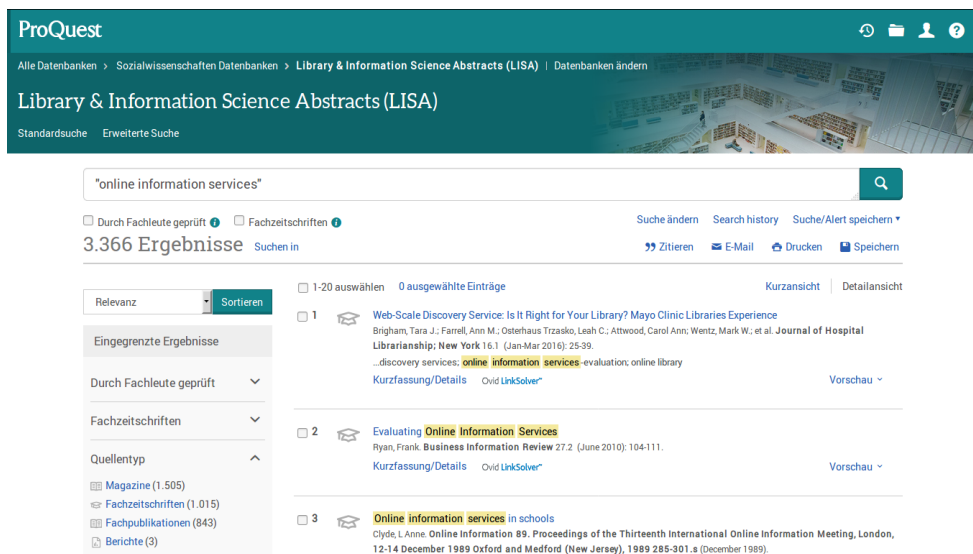 ProQuest
Alle Datenbanken > Sozialwissenschaften Datenbanken > Library & Information Science Abstracts (LISA) | Datenbanken ändern
Library & Information Science Abstracts (LISA)
Standardsuche Erweiterte Suche
"online information services"
Durch Fachleute geprüft Fachzeitschriften
Suche ändern Search history Suche/Alert speichern
3.366 Ergebnisse Suchen in
Zitieren E-Mail Drucken Speichern
1-20 auswählen 0 ausgewählte Einträge Kurzansicht Detailansicht
Relevanz Sortieren
Eingegrenzte Ergebnisse
Durch Fachleute geprüft
Fachzeitschriften
Quellentyp
Magazine (1.505)
Fachzeitschriften (1.015)
Fachpublikationen (843)
Berichte (3)
1 Web-Scale Discovery Service: Is It Right for Your Library? Mayo Clinic Libraries Experience
Brigham, Tara J.; Farrell, Ann M.; Osterhaus Trzasko, Leah C.; Attwood, Carol Ann; Wentz, Mark W.; et al. Journal of Hospital
Librarianship; New York 16.1 (Jan-Mar 2016): 25-39.
...discovery services; online information services-evaluation; online library
Kurzfassung/Details Ovid LinkSolver™ Vorschau
2 Evaluating Online Information Services
Ryan, Frank. Business Information Review 27.2 (June 2010): 104-111.
Kurzfassung/Details Ovid LinkSolver™ Vorschau
3 Online information services in schools
Clyde, L Anne. Online Information 89. Proceedings of the Thirteenth International Online Information Meeting, London,
12-14 December 1989 Oxford and Medford (New Jersey), 1989 285-301.s (December 1989).